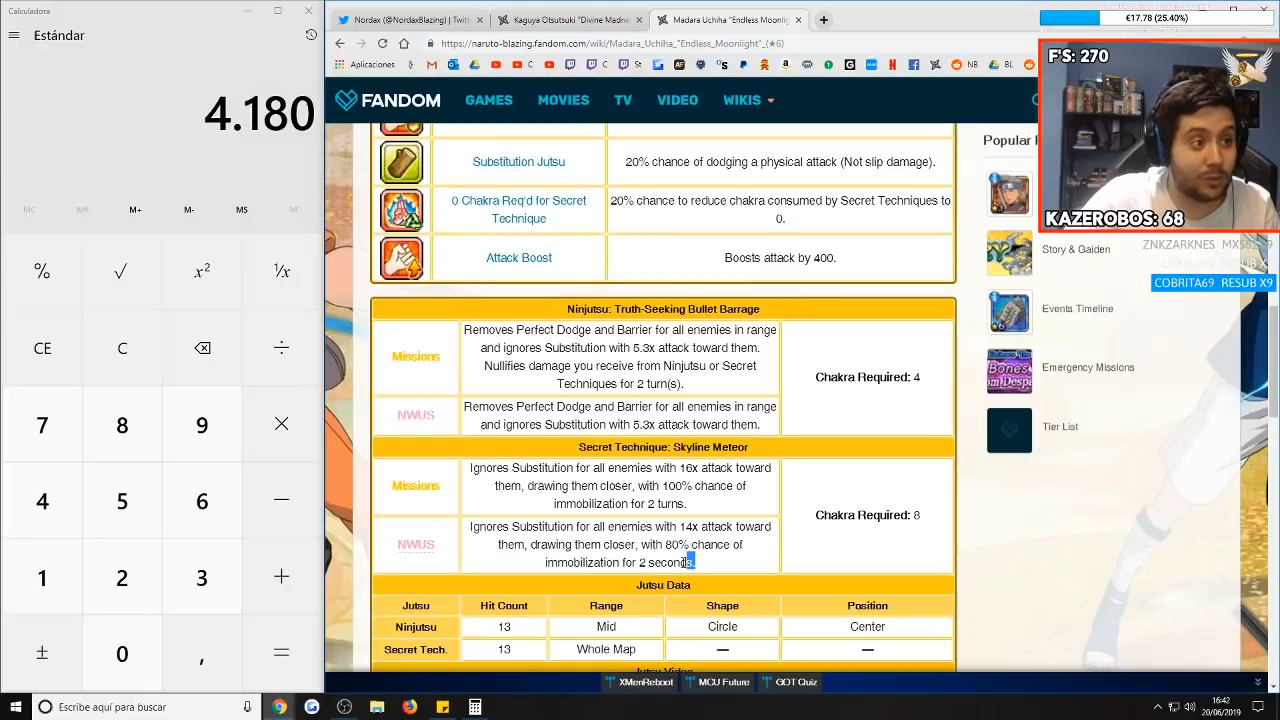 Calculadora
Estándar
4.180
MC MR M+ M- MS M˅
% √ x² ¹/x
CE C ÷
7 8 9 ×
4 5 6 −
1 2 3 +
± 0 , =
Nordax (@NordaxBlazing) | Twitt
Kaguya Ōtsutsuki "Divine Madne
Madara Uchiha "Endless Moonligh
https://naruto-blazing.fandom.com/wiki/Madara_Uchiha_"Endless_Moonlight"_(★6)
FANDOM GAMES MOVIES TV VIDEO WIKIS
Substitution Jutsu
20% chance of dodging a physical attack (Not slip damage).
0 Chakra Req'd for Secret
Technique
20% chance to reduce chakra consumed by Secret Techniques to
0.
Attack Boost
Boosts attack by 400.
Ninjutsu: Truth-Seeking Bullet Barrage
Missions
Removes Perfect Dodge and Barrier for all enemies in range
and ignores Substitution with 5.3x attack toward them.
Nullifies damage you receive from Ninjutsu or Secret
Techniques for 2 turn(s).
Chakra Required: 4
NWUS
Removes Perfect Dodge and Barrier for all enemies in range
and ignores Substitution with 5.3x attack toward them.
Secret Technique: Skyline Meteor
Missions
Ignores Substitution for all enemies with 16x attack toward
them, drawing them closer, with 100% chance of
immobilization for 2 turns.
Chakra Required: 8
NWUS
Ignores Substitution for all enemies with 14x attack toward
them, drawing them closer, with 80% chance of
immobilization for 2 seconds.
Jutsu Data
Jutsu Hit Count Range Shape Position
Ninjutsu 13 Mid Circle Center
Secret Tech. 13 Whole Map — —
Jutsu Video
Popular
Story & Gaiden
Events Timeline
Emergency Missions
Tier List
€17.78 (25.40%)
F'S: 270
KAZEROBOS: 68
ZNKZARKNES
COBRITA69 RESUB X9
XMenReboot MCU Future GOT Quiz
Escribe aquí para buscar
16:42
20/06/2019